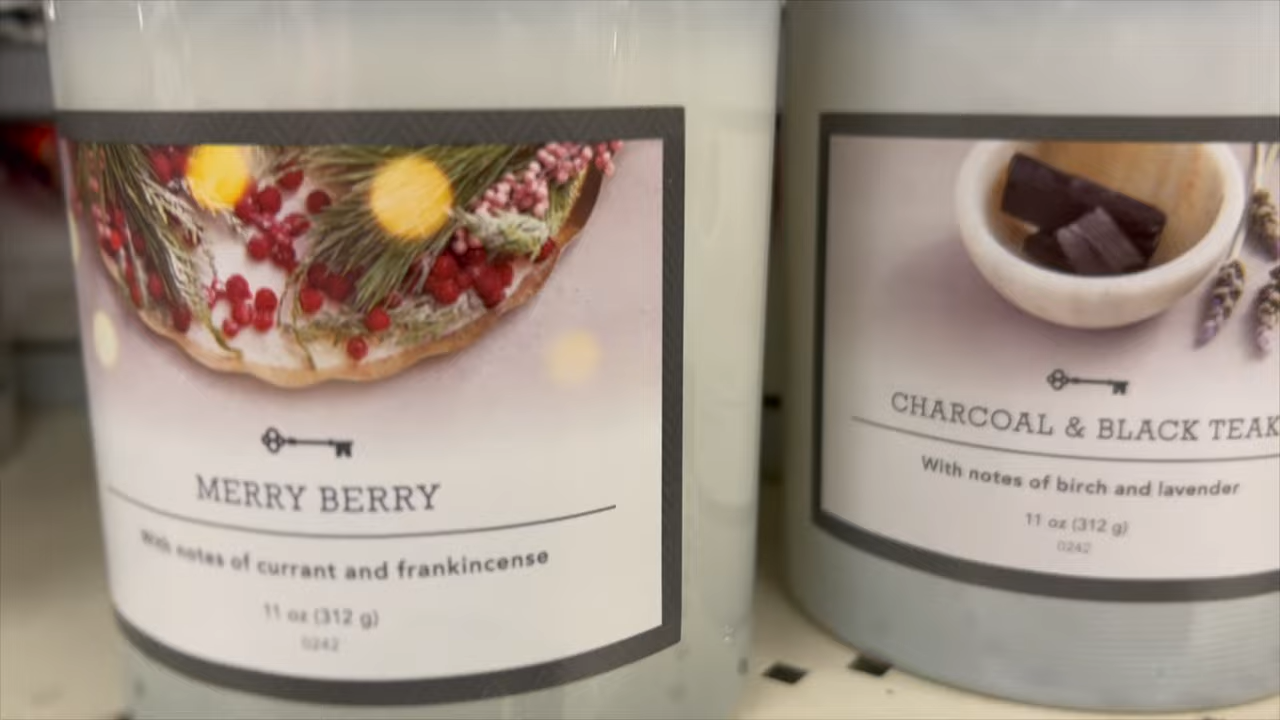 MERRY BERRY
With notes of currant and frankincense
11 oz (312 g)
0242
CHARCOAL & BLACK TEAK
With notes of birch and lavender
11 oz (312 g)
0242